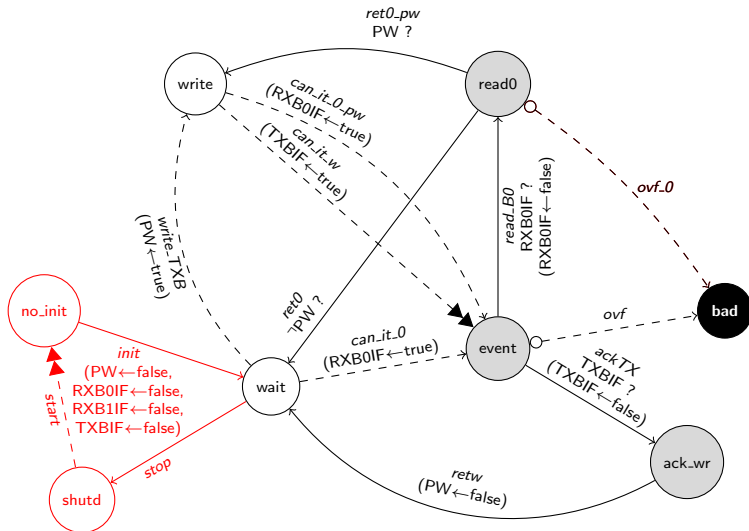 ret0_pw
PW ?
write
read0
can_it_0_pw
(RXB0IF←true)
can_it_w
(TXBIF←true)
ovf_0
read_B0
RXB0IF ?
(RXB0IF←false)
write_TXB
(PW←true)
ret0
¬PW ?
no_init
bad
ovf
event
can_it_0
(RXB0IF←true)
init
(PW←false,
RXB0IF←false,
RXB1IF←false,
TXBIF←false)
ackTX
TXBIF ?
(TXBIF←false)
wait
start
stop
ack_wr
retw
(PW←false)
shutd